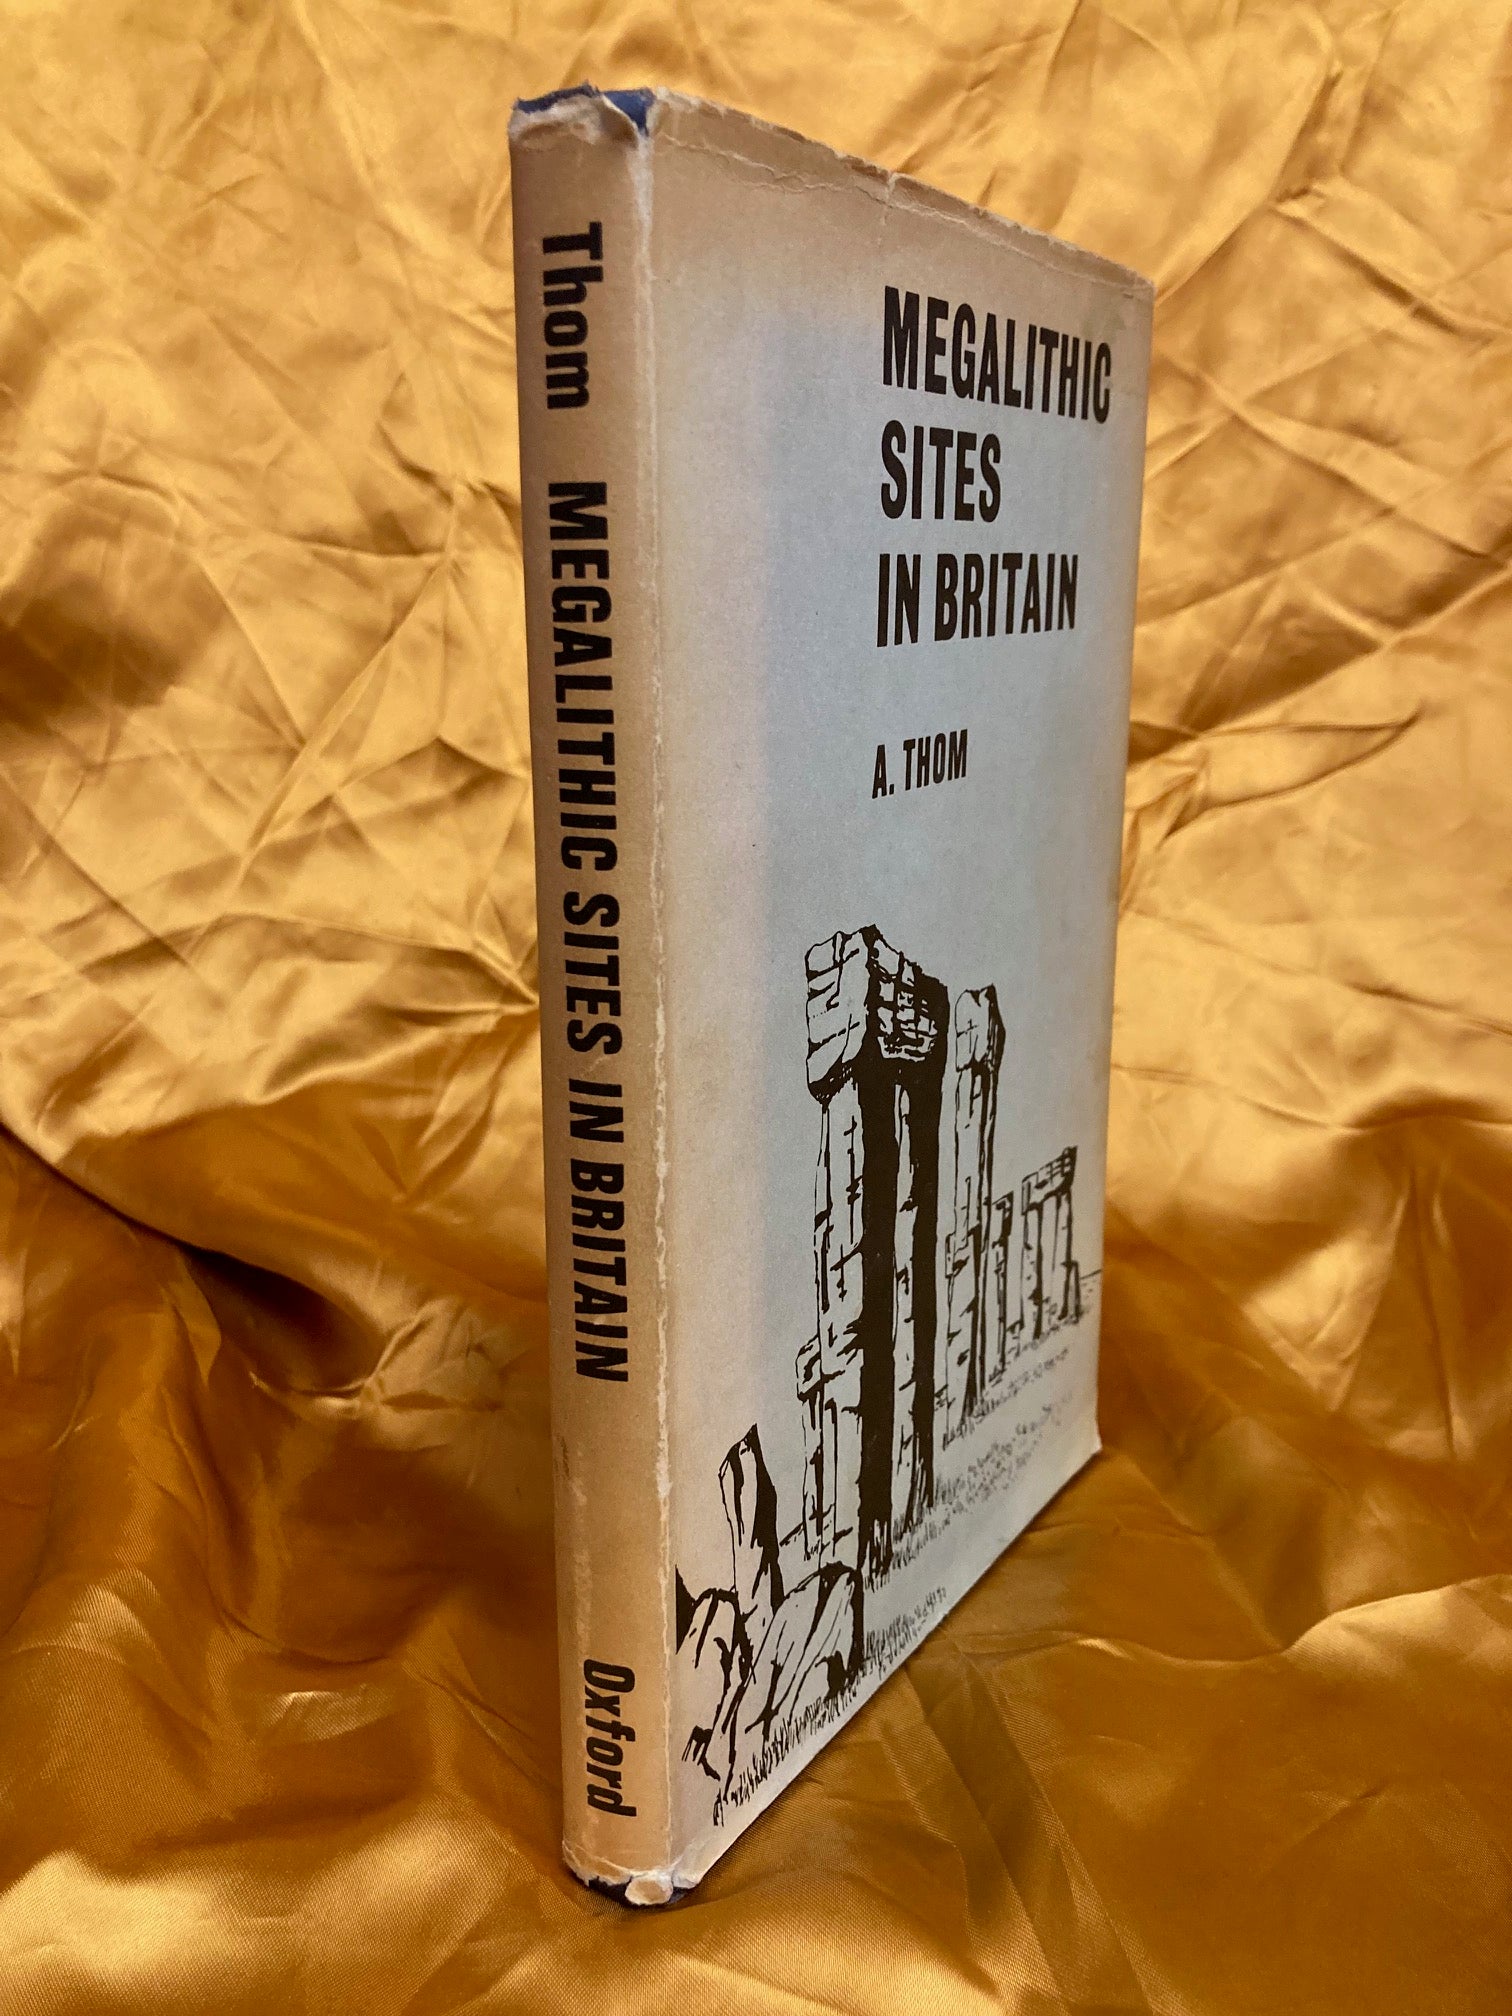 Thom MEGALITHIC SITES IN BRITAIN Oxford
MEGALITHIC
SITES
IN BRITAIN
A. THOM